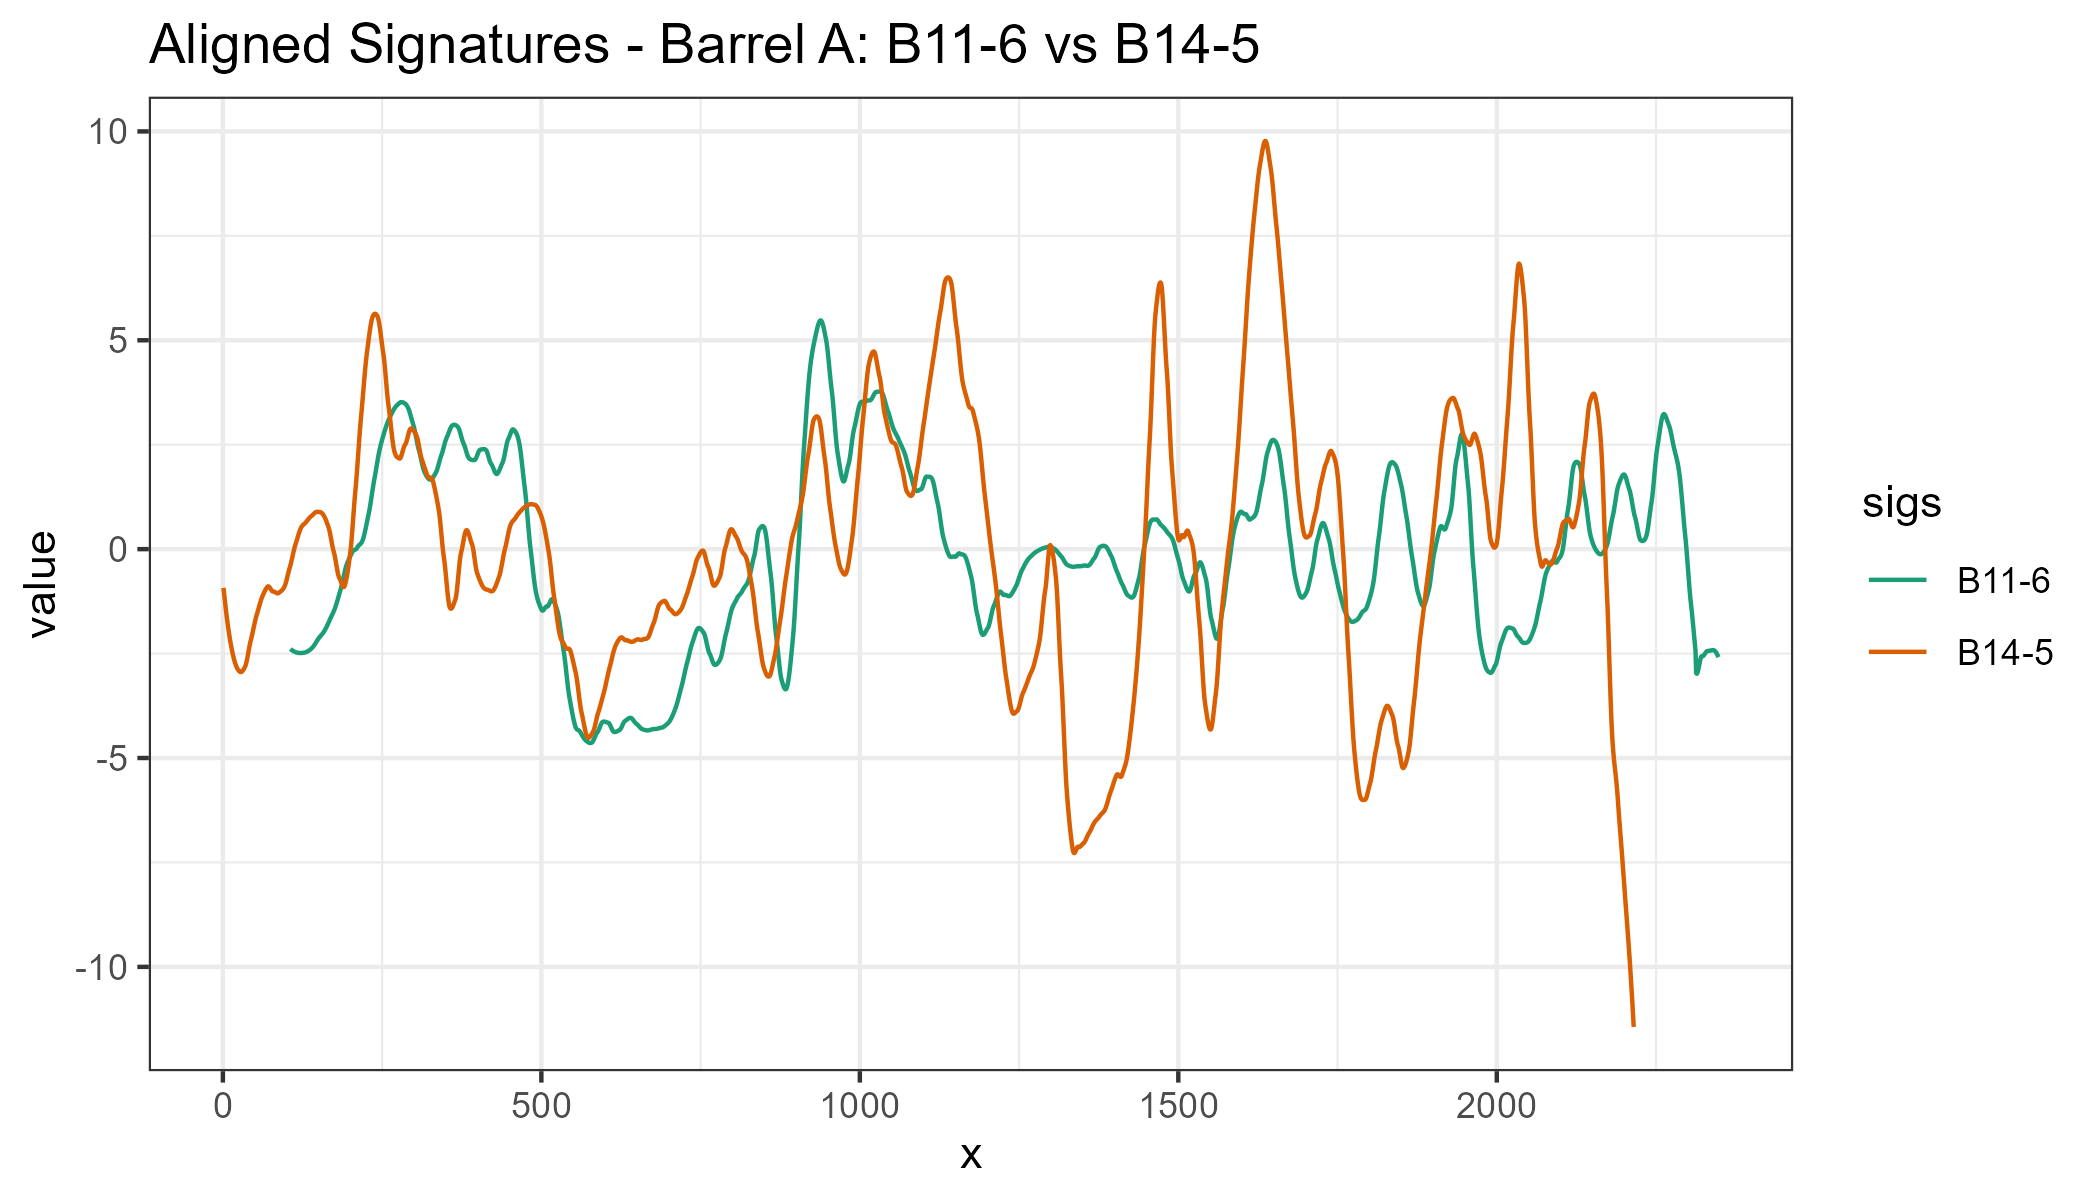 Aligned Signatures - Barrel A: B11-6 vs B14-5
10
5
0
-5
-10
value
0 500 1000 1500 2000
x
sigs
B11-6
B14-5